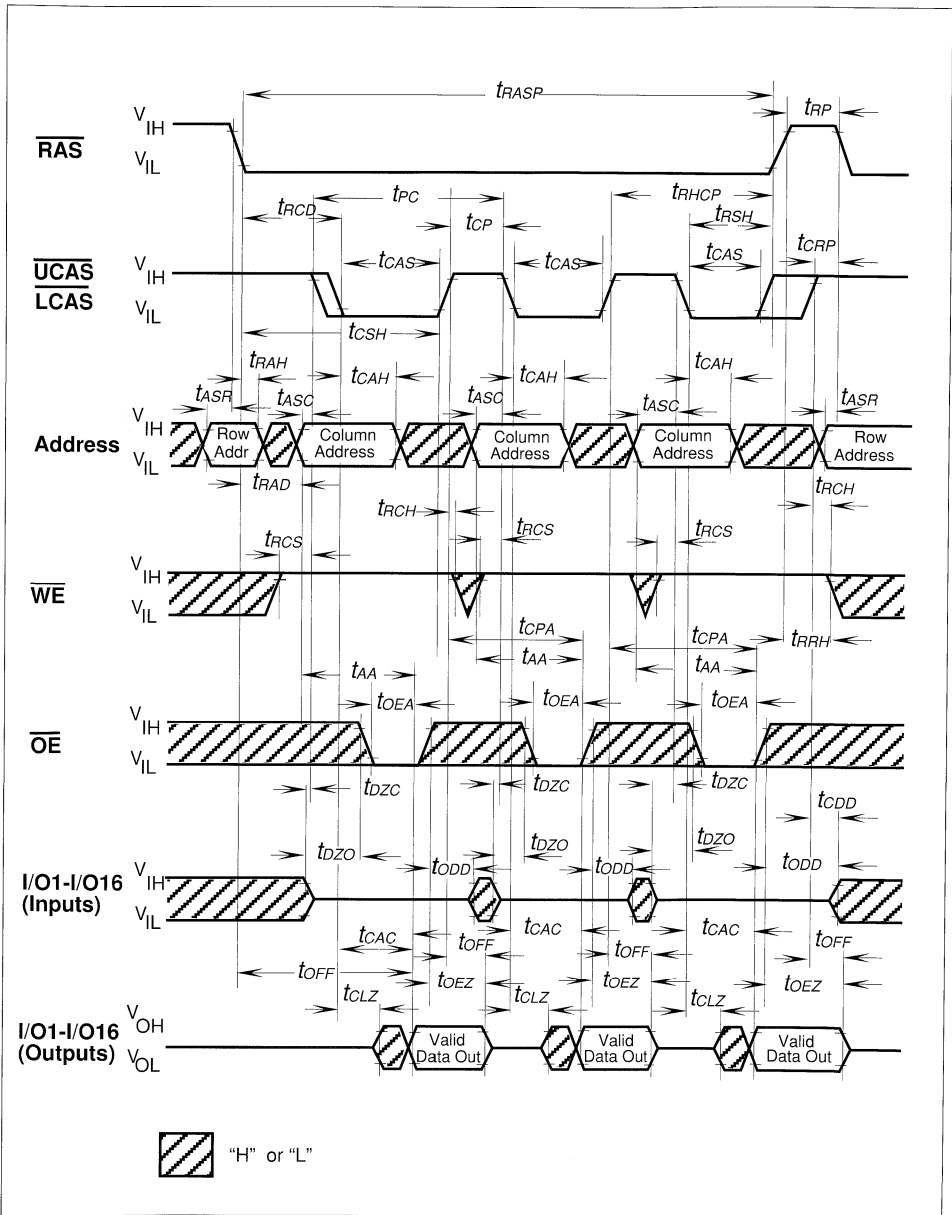 tRASP
tRP
VIH
RAS
VIL
tPC
tRHCP
tRCD
tCP
tRSH
tCRP
VIH
UCAS
tCAS
tCAS
tCAS
LCAS
VIL
tCSH
tRAH
tCAH
tCAH
tCAH
tASR
tASC
tASC
tASC
tASR
VIH
Address
Row Addr
Column Address
Column Address
Column Address
Row Address
VIL
tRAD
tRCH
tRCH
tRCS
tRCS
tRCS
VIH
WE
VIL
tCPA
tCPA
tRRH
tAA
tAA
tAA
tOEA
tOEA
tOEA
VIH
OE
VIL
tDZC
tDZC
tDZC
tCDD
tDZO
tDZO
tDZO
tODD
tODD
tODD
I/O1-I/O16
(Inputs)
VIH
VIL
tCAC
tOFF
tCAC
tOFF
tCAC
tOFF
tOFF
tOEZ
tOEZ
tOEZ
tCLZ
tCLZ
tCLZ
I/O1-I/O16
(Outputs)
VOH
VOL
Valid Data Out
Valid Data Out
Valid Data Out
“H” or “L”